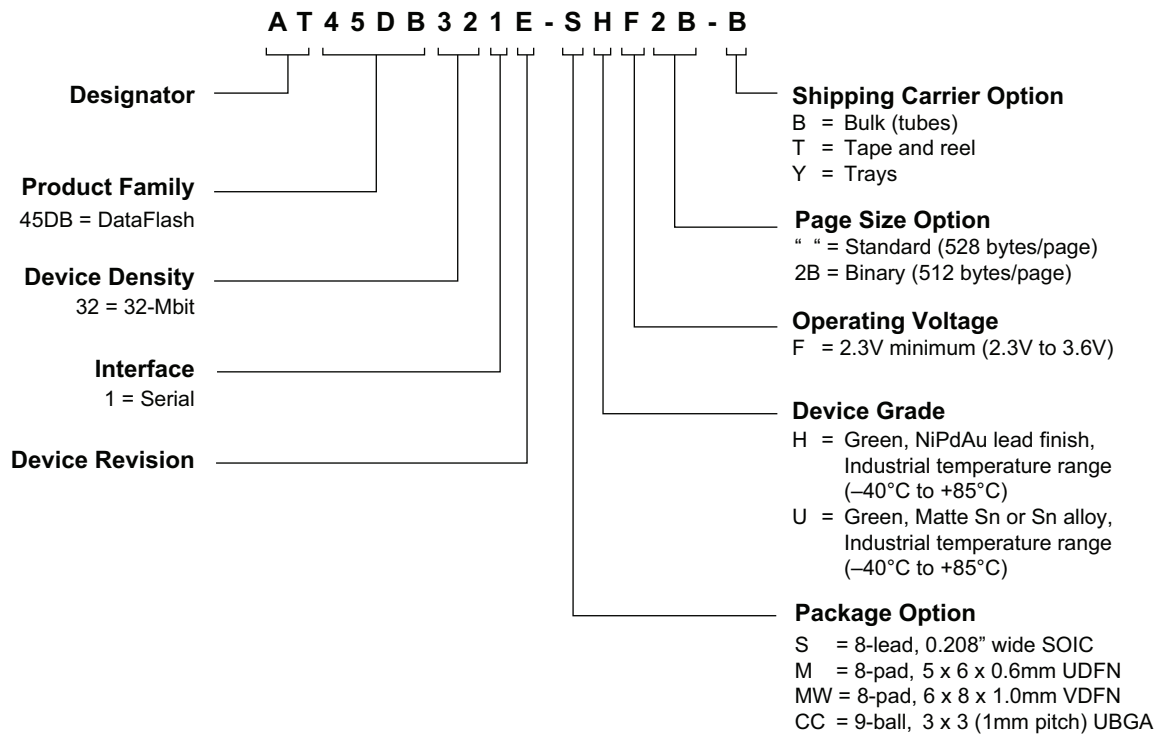 A T 4 5 D B 3 2 1 E - S H F 2 B - B
Designator
Product Family
45DB = DataFlash
Device Density
32 = 32-Mbit
Interface
1 = Serial
Device Revision
Shipping Carrier Option
B = Bulk (tubes)
T = Tape and reel
Y = Trays
Page Size Option
“ “ = Standard (528 bytes/page)
2B = Binary (512 bytes/page)
Operating Voltage
F = 2.3V minimum (2.3V to 3.6V)
Device Grade
H = Green, NiPdAu lead finish,
Industrial temperature range
(–40°C to +85°C)
U = Green, Matte Sn or Sn alloy,
Industrial temperature range
(–40°C to +85°C)
Package Option
S = 8-lead, 0.208” wide SOIC
M = 8-pad, 5 x 6 x 0.6mm UDFN
MW = 8-pad, 6 x 8 x 1.0mm VDFN
CC = 9-ball, 3 x 3 (1mm pitch) UBGA